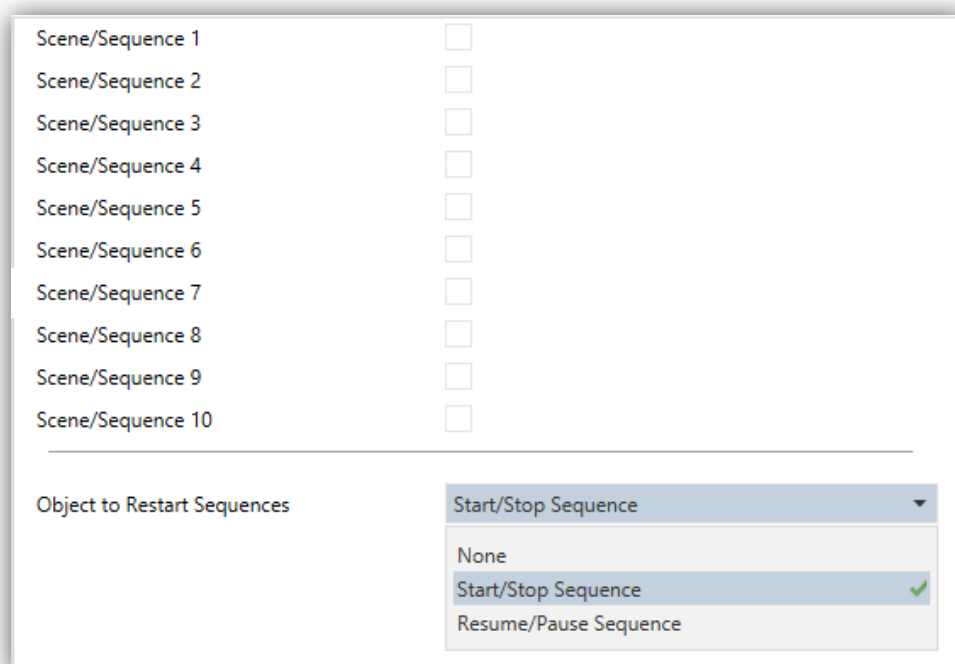 Scene/Sequence 1
Scene/Sequence 2
Scene/Sequence 3
Scene/Sequence 4
Scene/Sequence 5
Scene/Sequence 6
Scene/Sequence 7
Scene/Sequence 8
Scene/Sequence 9
Scene/Sequence 10
Object to Restart Sequences Start/Stop Sequence
None
Start/Stop Sequence
Resume/Pause Sequence